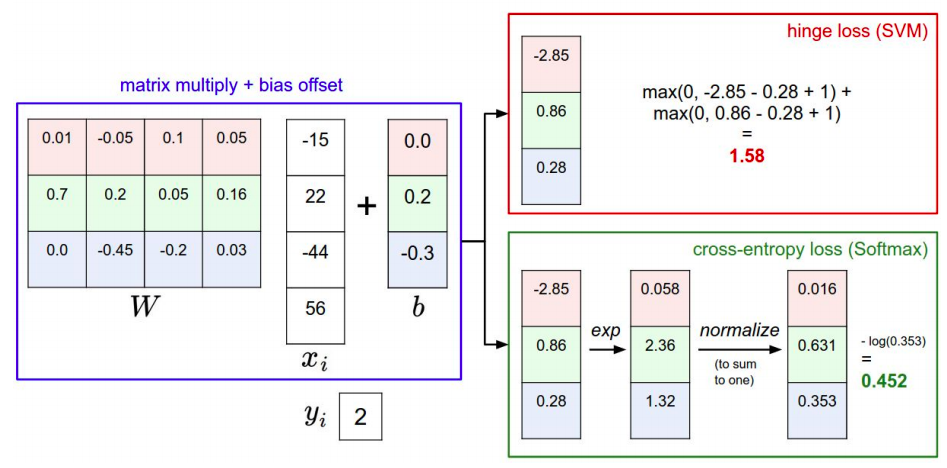 matrix multiply + bias offset
0.01 -0.05 0.1 0.05
0.7 0.2 0.05 0.16
0.0 -0.45 -0.2 0.03
W
-15
22
-44
56
x_i
+
0.0
0.2
-0.3
b
y_i 2
hinge loss (SVM)
-2.85
0.86
0.28
max(0, -2.85 - 0.28 + 1) +
max(0, 0.86 - 0.28 + 1)
=
1.58
cross-entropy loss (Softmax)
-2.85
0.86
0.28
exp
0.058
2.36
1.32
normalize
(to sum
to one)
0.016
0.631
0.353
- log(0.353)
=
0.452